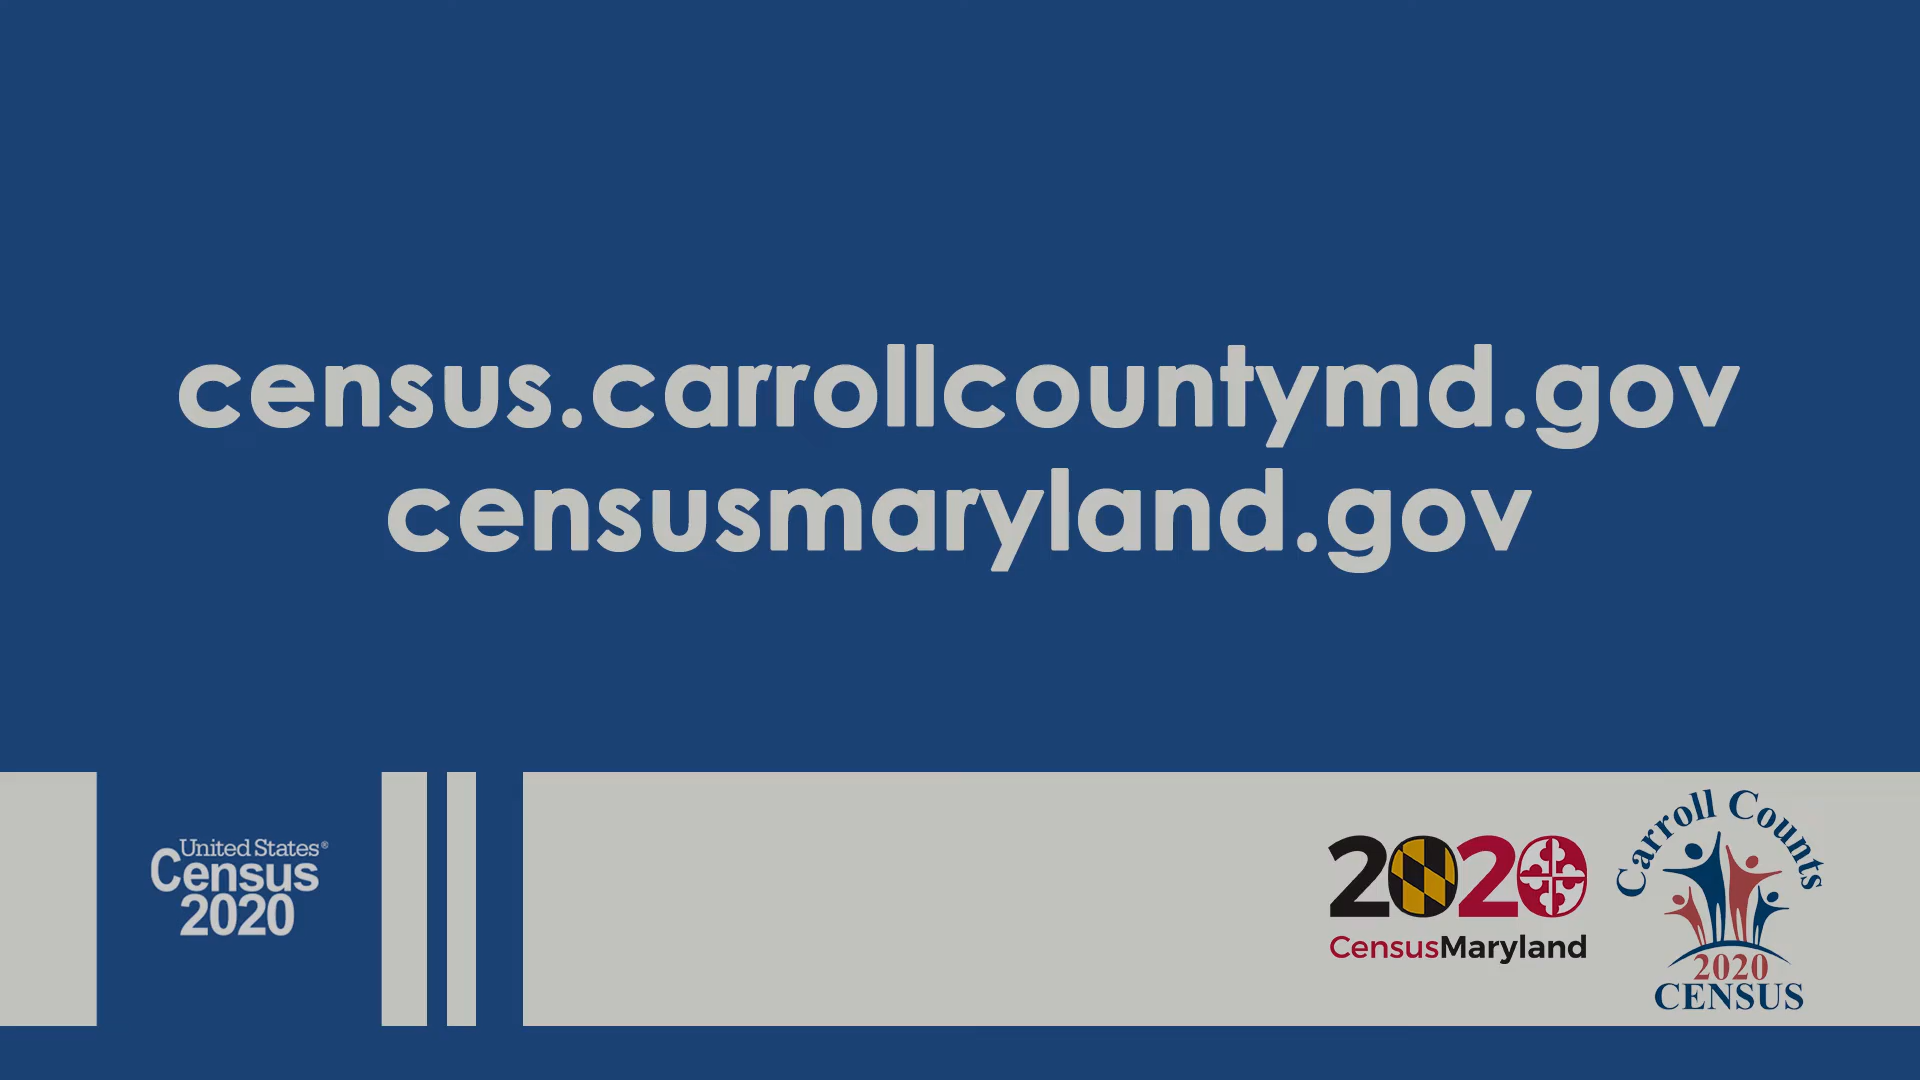 census.carrollcountymd.gov
censusmaryland.gov
United States®
Census
2020
2020
CensusMaryland
Carroll Counts
2020
CENSUS